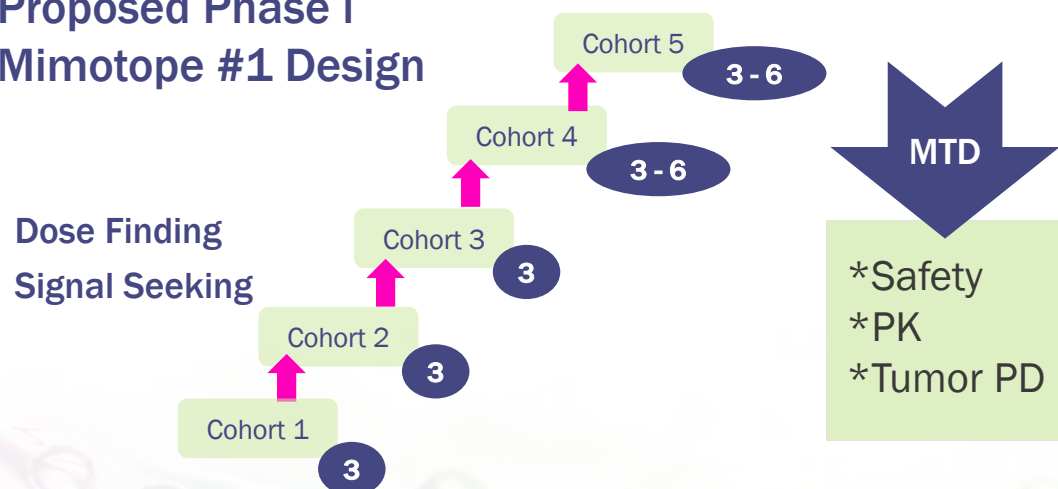 Proposed Phase I
Mimotope #1 Design
Cohort 5
3 - 6
Cohort 4
3 - 6
MTD
Dose Finding
Signal Seeking
Cohort 3
3
*Safety
*PK
*Tumor PD
Cohort 2
3
Cohort 1
3